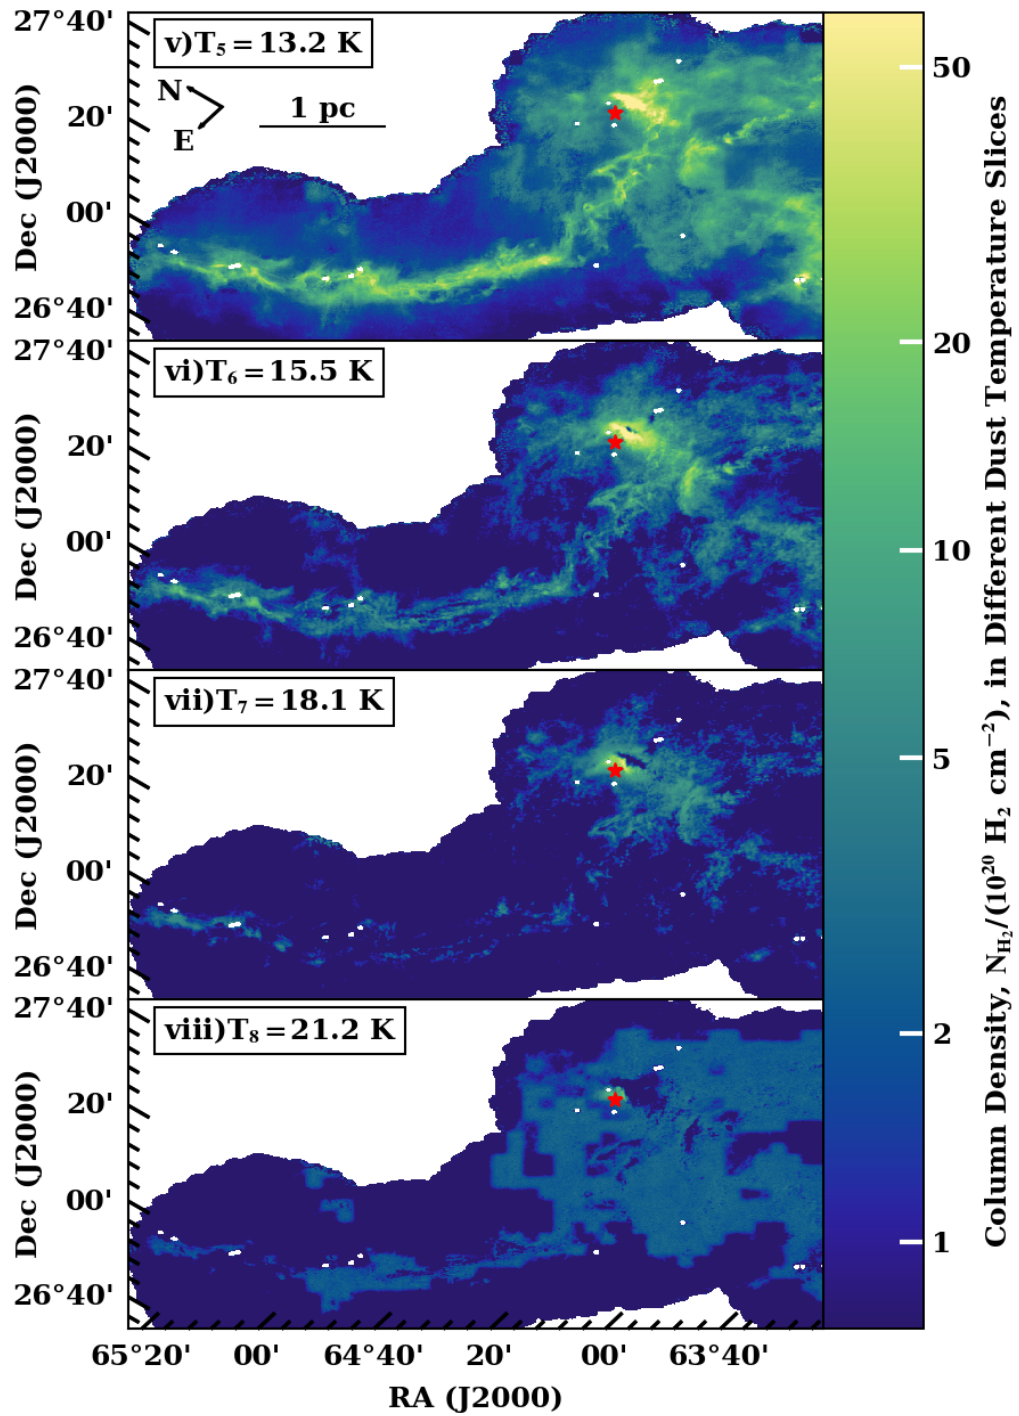 27°40'
20'
00'
26°40'
Dec (J2000)
v)T₅ = 13.2 K
N
E
1 pc
27°40'
20'
00'
26°40'
Dec (J2000)
vi)T₆ = 15.5 K
27°40'
20'
00'
26°40'
Dec (J2000)
vii)T₇ = 18.1 K
27°40'
20'
00'
26°40'
Dec (J2000)
viii)T₈ = 21.2 K
65°20' 00' 64°40' 20' 00' 63°40'
RA (J2000)
50
20
10
5
2
1
Column Density, N_H₂/(10²⁰ H₂ cm⁻²), in Different Dust Temperature Slices